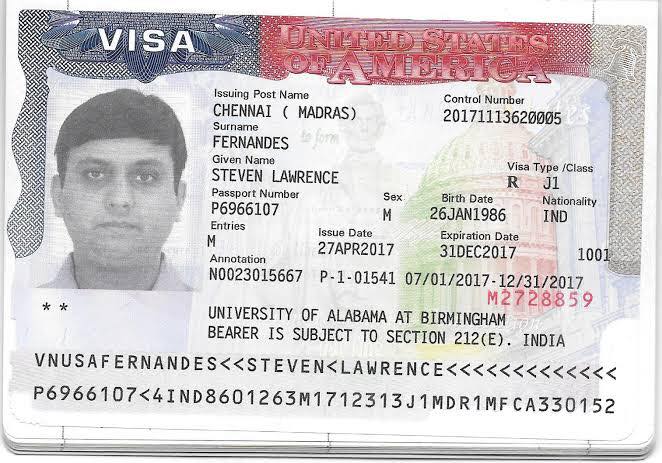 VISA
UNITED STATES
OF AMERICA
Issuing Post Name
CHENNAI ( MADRAS)
Control Number
20171113620005
Surname
FERNANDES
Given Name
STEVEN LAWRENCE
Visa Type /Class
R J1
Passport Number
P6966107
Sex
M
Birth Date
26JAN1986
Nationality
IND
Entries
M
Issue Date
27APR2017
Expiration Date
31DEC2017
1001
Annotation
N0023015667 P-1-01541 07/01/2017-12/31/2017
M2728859
* *
UNIVERSITY OF ALABAMA AT BIRMINGHAM
BEARER IS SUBJECT TO SECTION 212(E). INDIA
VNUSAFERNANDES<<STEVEN<LAWRENCE<<<<<<<<<<<<<
P6966107<4IND8601263M1712313J1MDR1MFCA330152